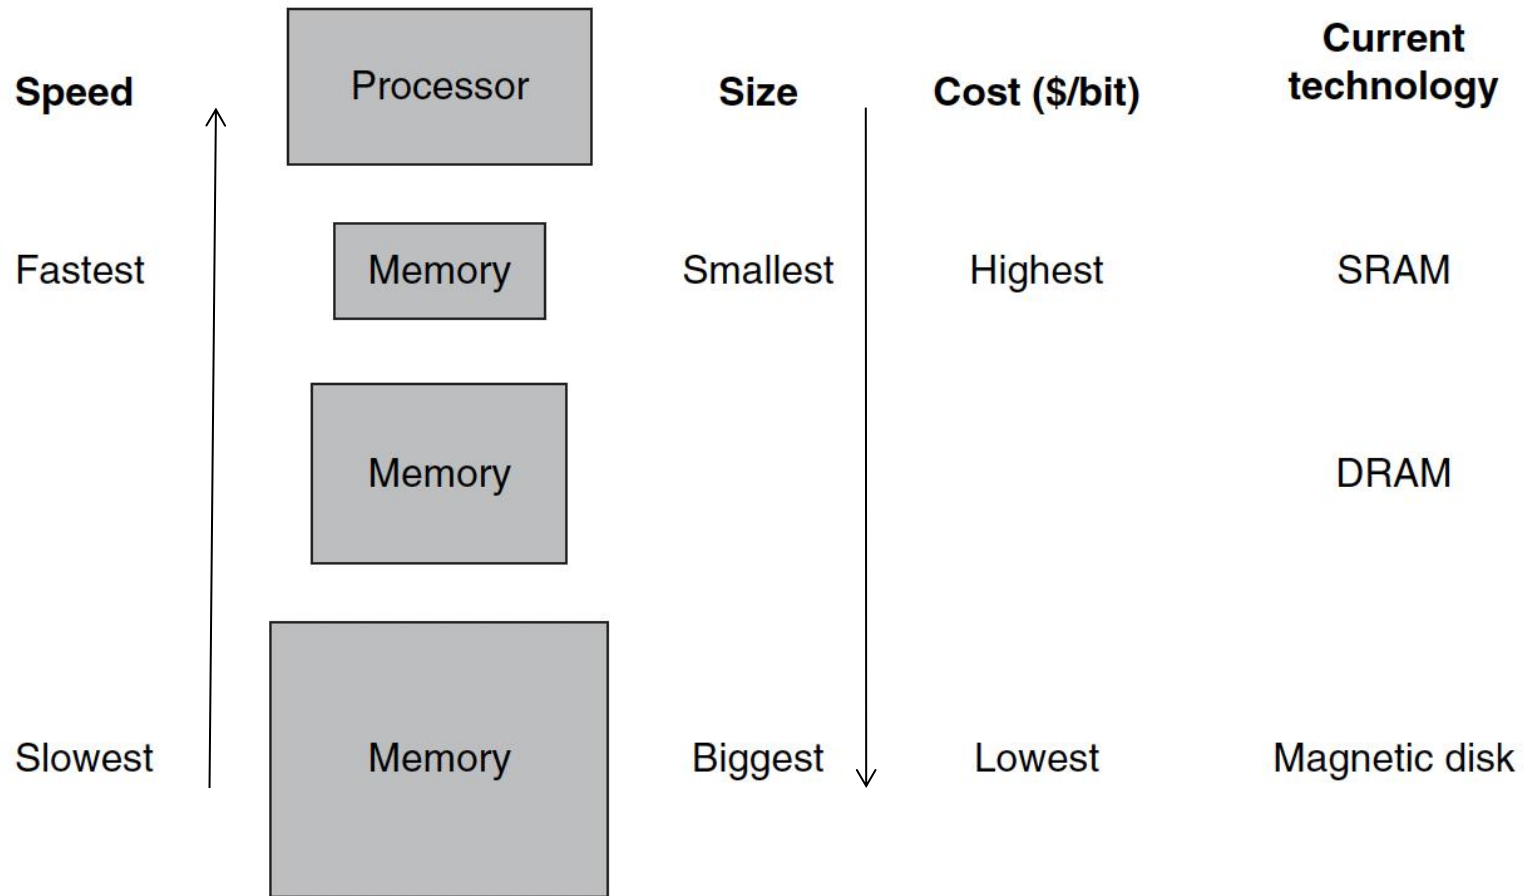 Current
technology
Speed Processor Size Cost ($/bit)
Fastest Memory Smallest Highest SRAM
Memory DRAM
Slowest Memory Biggest Lowest Magnetic disk